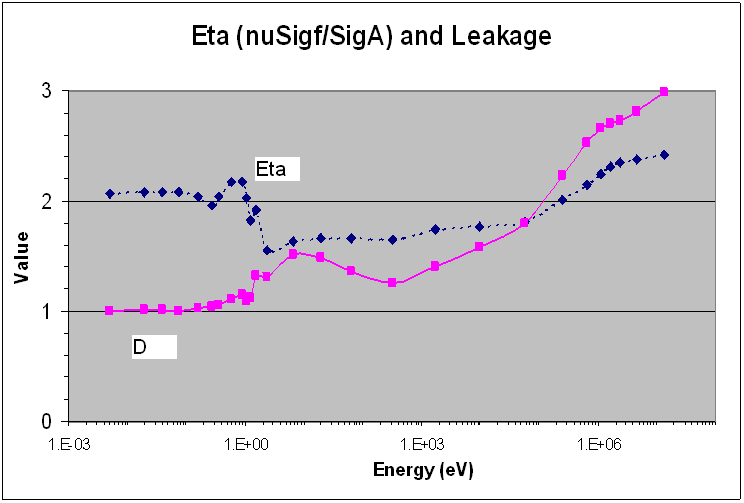 Eta (nuSigf/SigA) and Leakage
3
Eta
2
Value
1
D
0
1.E-03 1.E+00 1.E+03 1.E+06
Energy (eV)